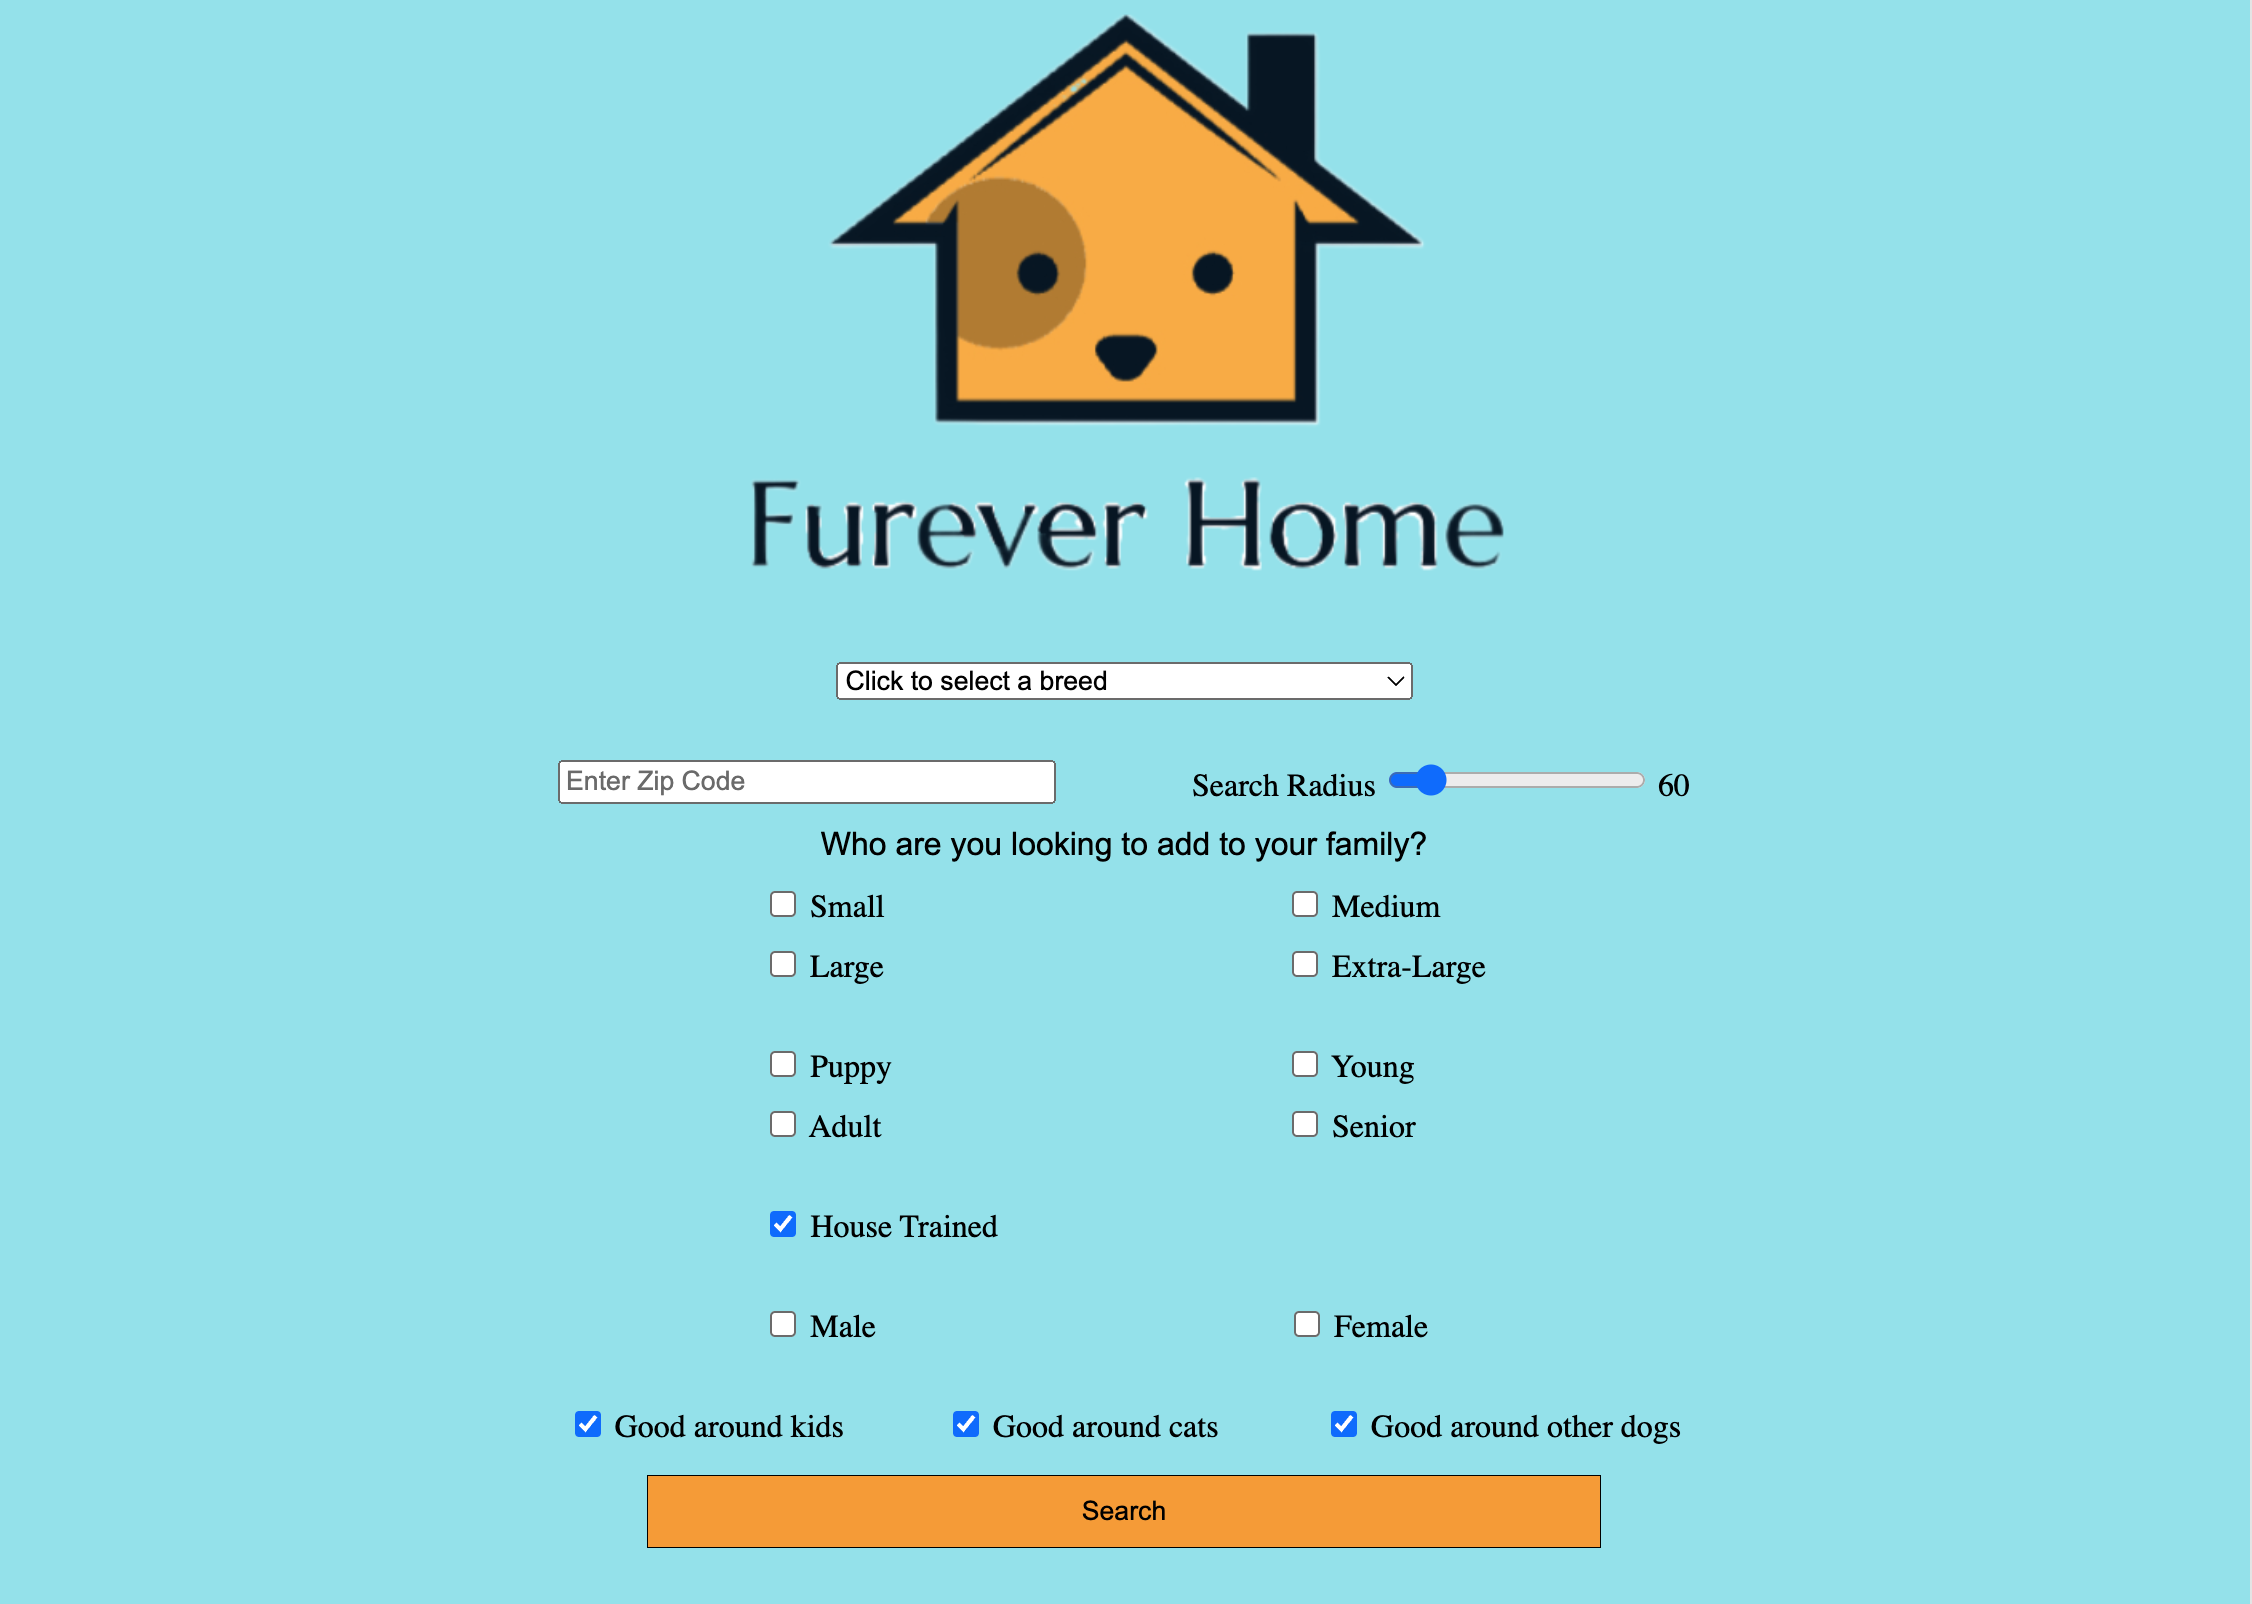 Furever Home
Click to select a breed
Enter Zip Code
Search Radius 60
Who are you looking to add to your family?
Small Medium
Large Extra-Large
Puppy Young
Adult Senior
House Trained
Male Female
Good around kids Good around cats Good around other dogs
Search